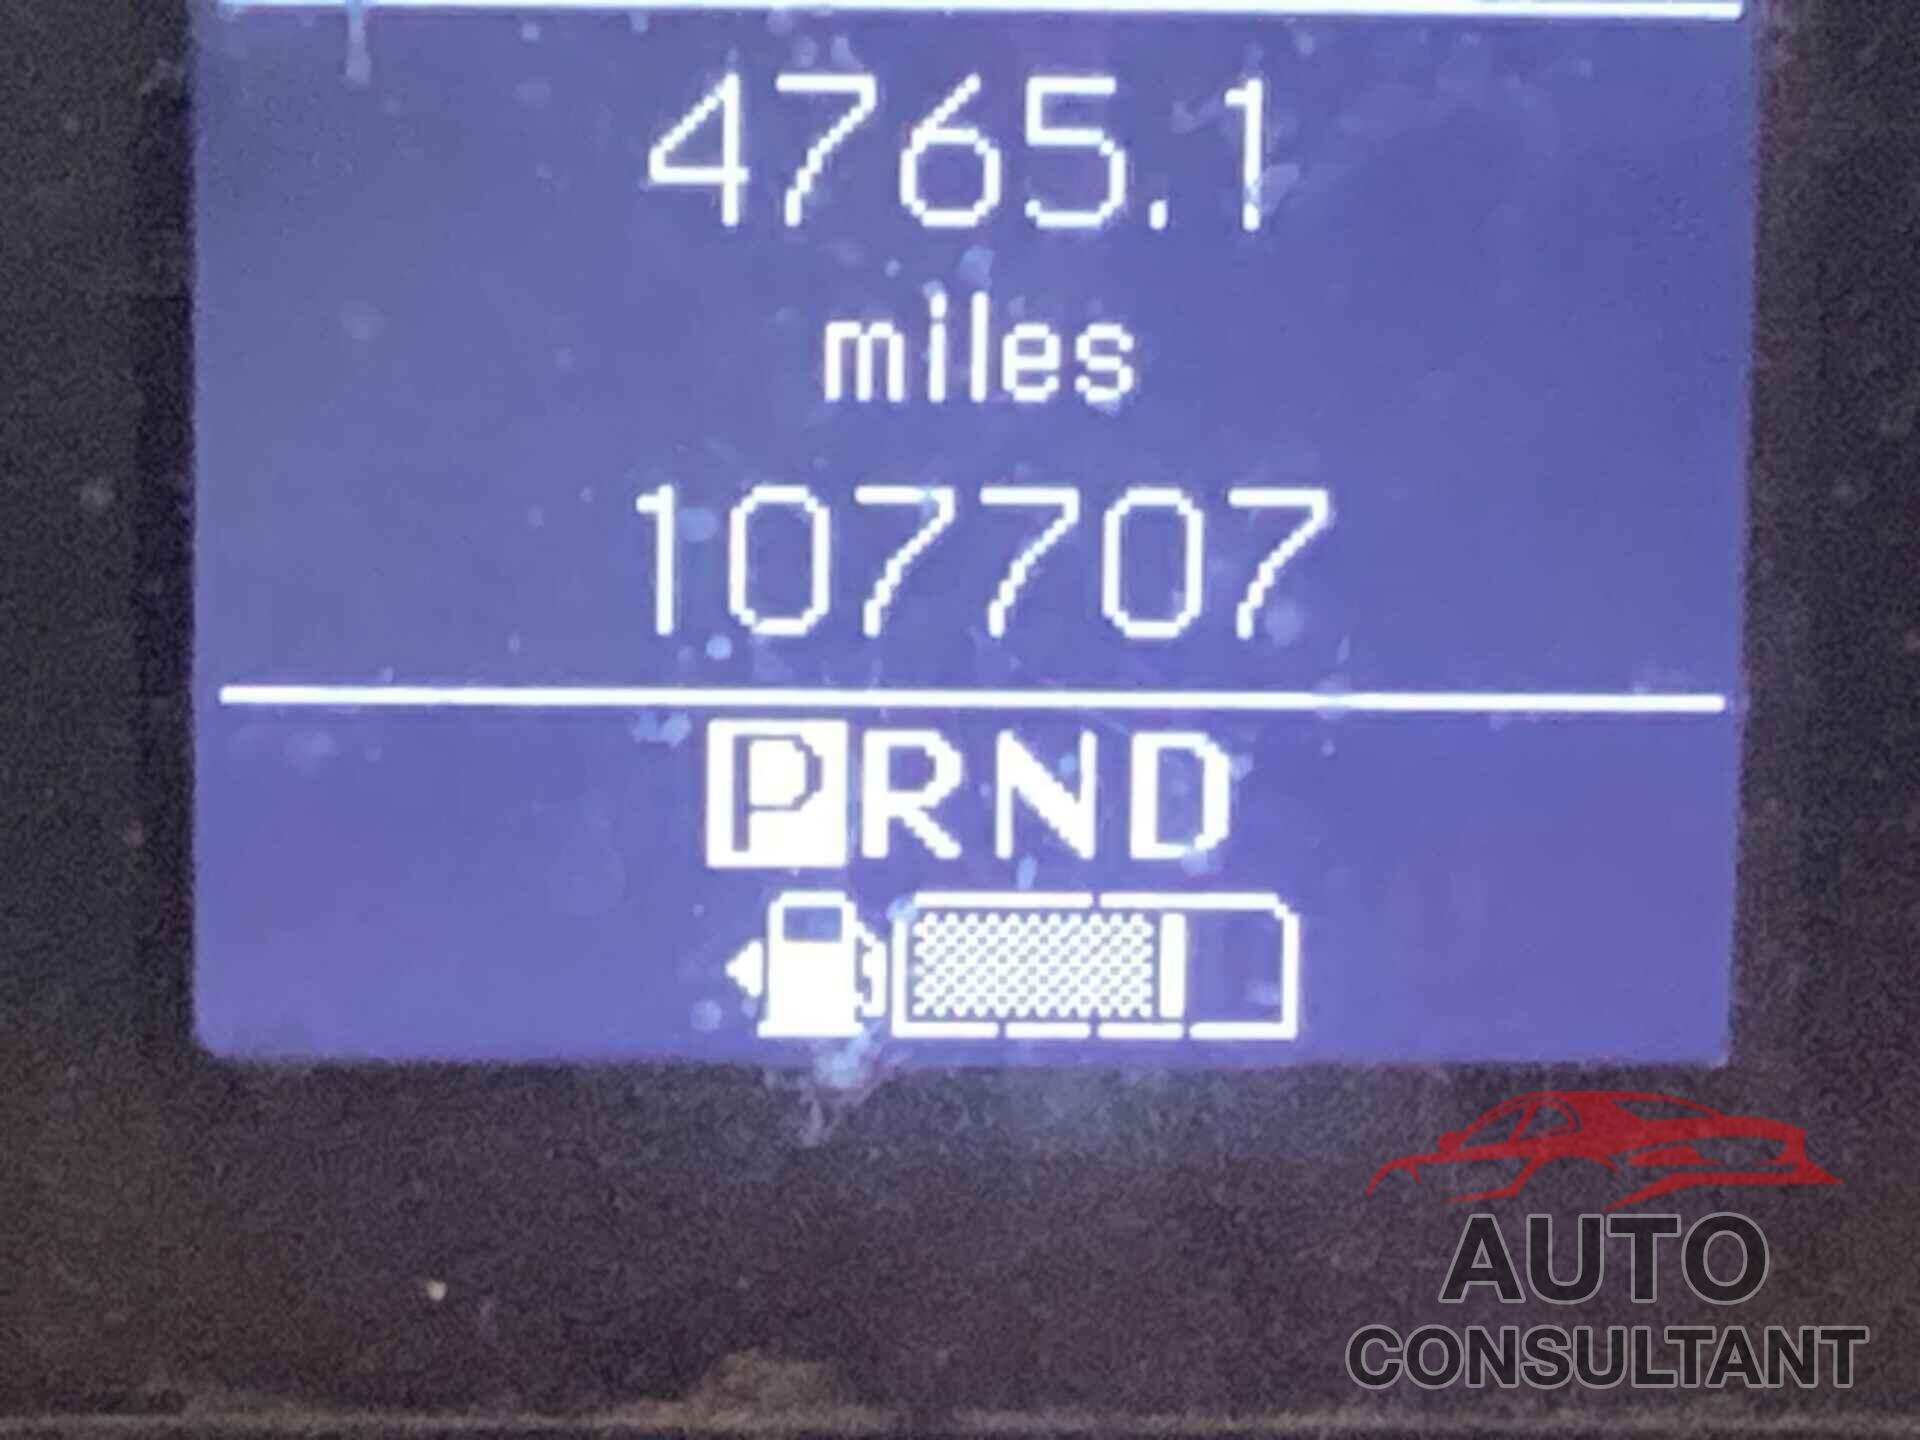 4765.1
miles
107707
PRND
AUTO
CONSULTANT